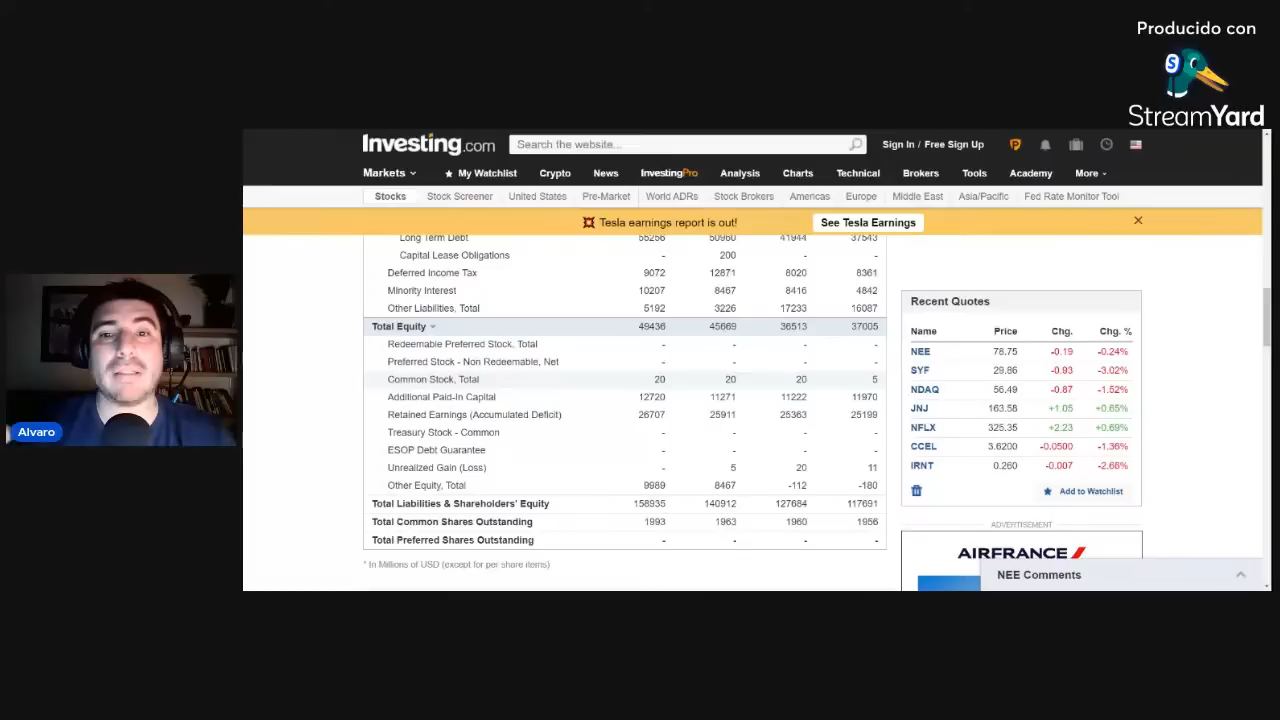 Producido con
S
StreamYard
Investing.com
Search the website...
Sign In / Free Sign Up
P
Markets
My Watchlist
Crypto
News
InvestingPro
Analysis
Charts
Technical
Brokers
Tools
Academy
More
Stocks
Stock Screener
United States
Pre-Market
World ADRs
Stock Brokers
Americas
Europe
Middle East
Asia/Pacific
Fed Rate Monitor Tool
Tesla earnings report is out!
See Tesla Earnings
Long Term Debt 55256 50960 41944 37543
Capital Lease Obligations - 200 - -
Deferred Income Tax 9072 12871 8020 8361
Minority Interest 10207 8467 8416 4842
Other Liabilities, Total 5192 3226 17233 16087
Total Equity 49436 45669 36513 37005
Redeemable Preferred Stock, Total - - - -
Preferred Stock - Non Redeemable, Net - - - -
Common Stock, Total 20 20 20 5
Additional Paid-In Capital 12720 11271 11222 11970
Retained Earnings (Accumulated Deficit) 26707 25911 25363 25199
Treasury Stock - Common - - - -
ESOP Debt Guarantee - - - -
Unrealized Gain (Loss) - 5 20 11
Other Equity, Total 9989 8467 -112 -180
Total Liabilities & Shareholders' Equity 158935 140912 127684 117691
Total Common Shares Outstanding 1993 1963 1960 1956
Total Preferred Shares Outstanding - - - -
* In Millions of USD (except for per share items)
Recent Quotes
Name Price Chg. Chg. %
NEE 78.75 -0.19 -0.24%
SYF 29.86 -0.93 -3.02%
NDAQ 56.49 -0.87 -1.52%
JNJ 163.58 +1.05 +0.65%
NFLX 325.35 +2.23 +0.69%
CCEL 3.6200 -0.0500 -1.36%
IRNT 0.260 -0.007 -2.66%
Add to Watchlist
ADVERTISEMENT
AIRFRANCE
NEE Comments
Alvaro